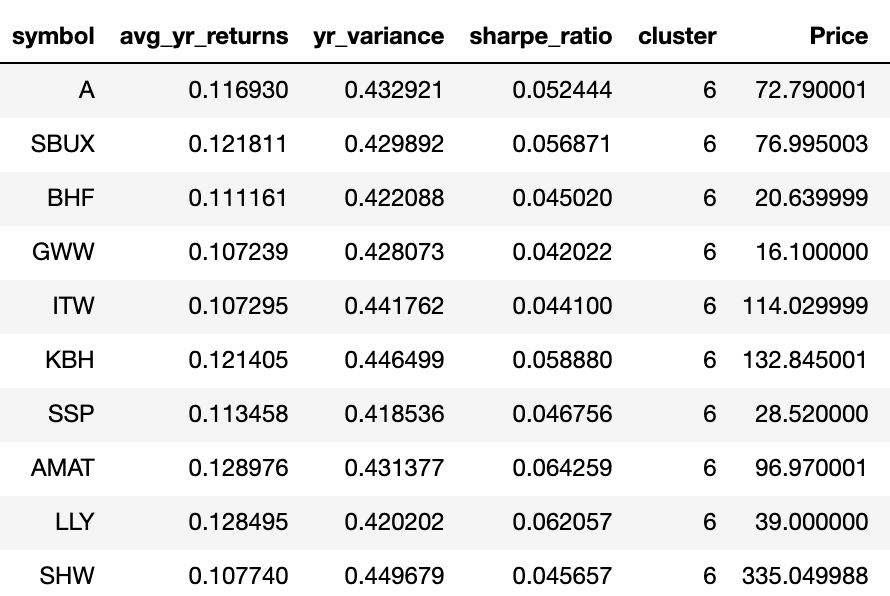 symbol avg_yr_returns yr_variance sharpe_ratio cluster Price
A 0.116930 0.432921 0.052444 6 72.790001
SBUX 0.121811 0.429892 0.056871 6 76.995003
BHF 0.111161 0.422088 0.045020 6 20.639999
GWW 0.107239 0.428073 0.042022 6 16.100000
ITW 0.107295 0.441762 0.044100 6 114.029999
KBH 0.121405 0.446499 0.058880 6 132.845001
SSP 0.113458 0.418536 0.046756 6 28.520000
AMAT 0.128976 0.431377 0.064259 6 96.970001
LLY 0.128495 0.420202 0.062057 6 39.000000
SHW 0.107740 0.449679 0.045657 6 335.049988